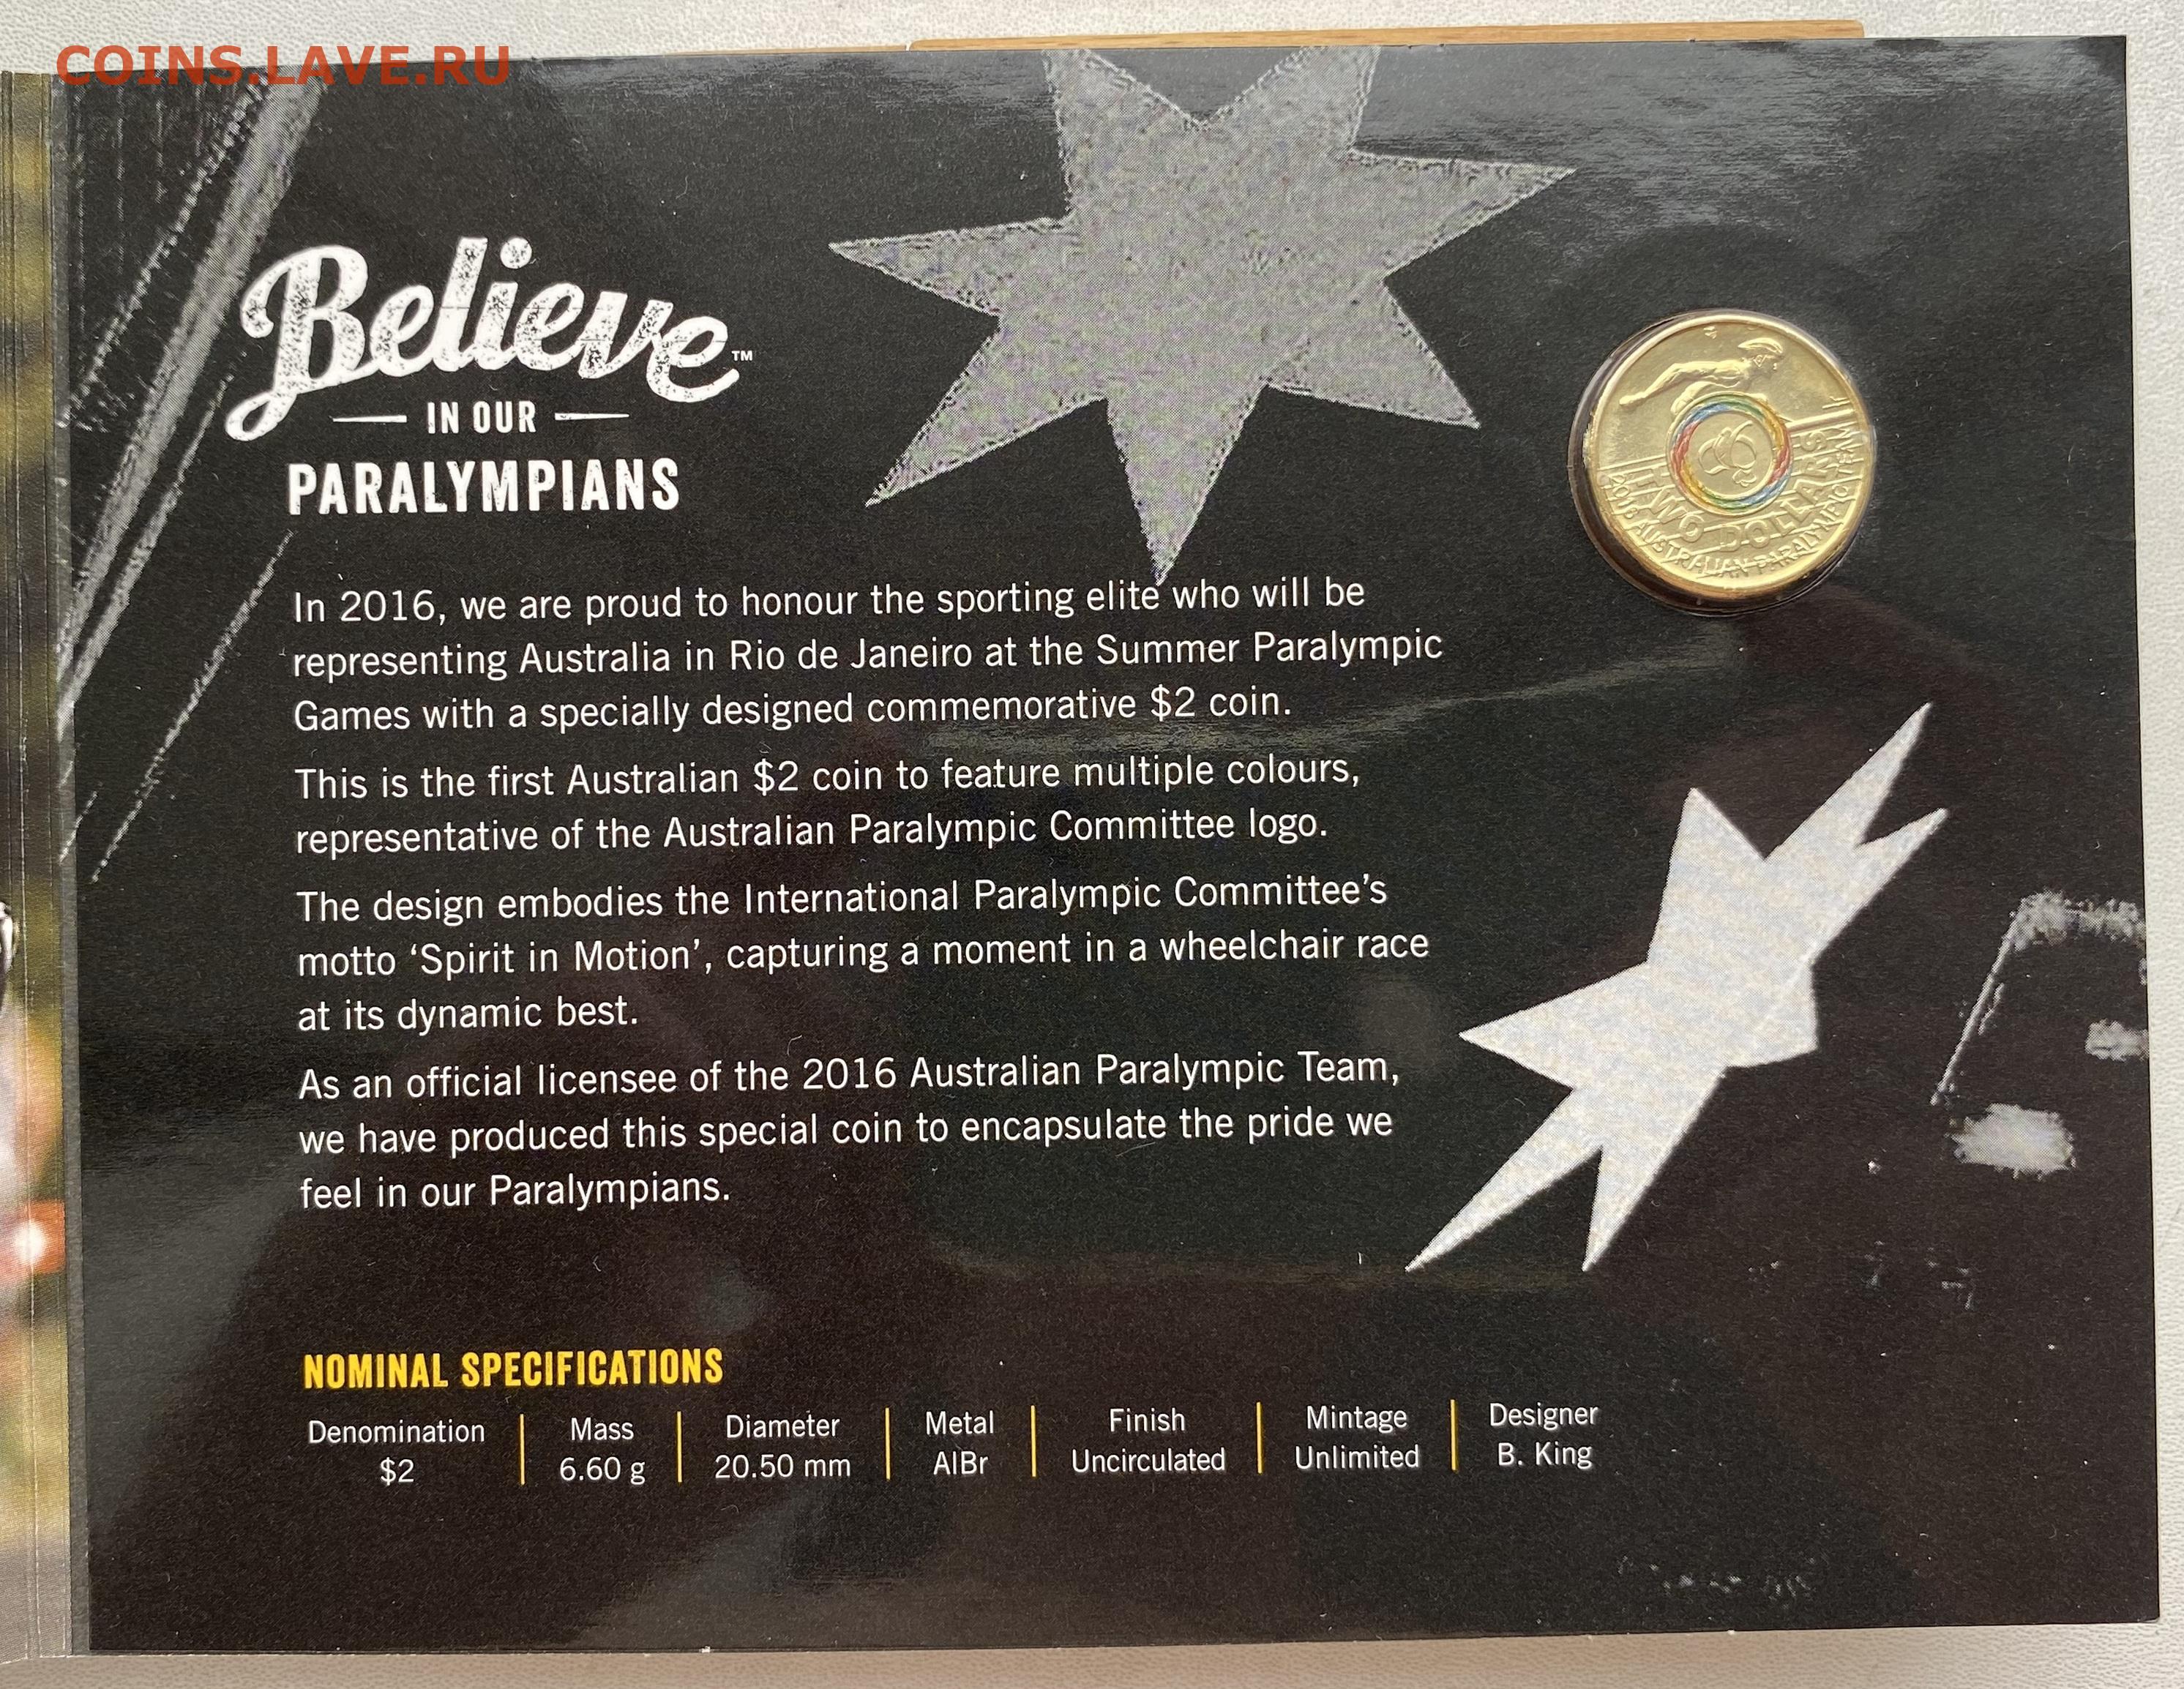 COINS.LAVE.RU
Believe™
IN OUR
PARALYMPIANS
In 2016, we are proud to honour the sporting elite who will be
representing Australia in Rio de Janeiro at the Summer Paralympic
Games with a specially designed commemorative $2 coin.
This is the first Australian $2 coin to feature multiple colours,
representative of the Australian Paralympic Committee logo.
The design embodies the International Paralympic Committee’s
motto ‘Spirit in Motion’, capturing a moment in a wheelchair race
at its dynamic best.
As an official licensee of the 2016 Australian Paralympic Team,
we have produced this special coin to encapsulate the pride we
feel in our Paralympians.
TWO DOLLARS
2016 AUSTRALIAN PARALYMPIC TEAM
NOMINAL SPECIFICATIONS
Denomination | Mass | Diameter | Metal | Finish | Mintage | Designer
$2 | 6.60 g | 20.50 mm | AlBr | Uncirculated | Unlimited | B. King